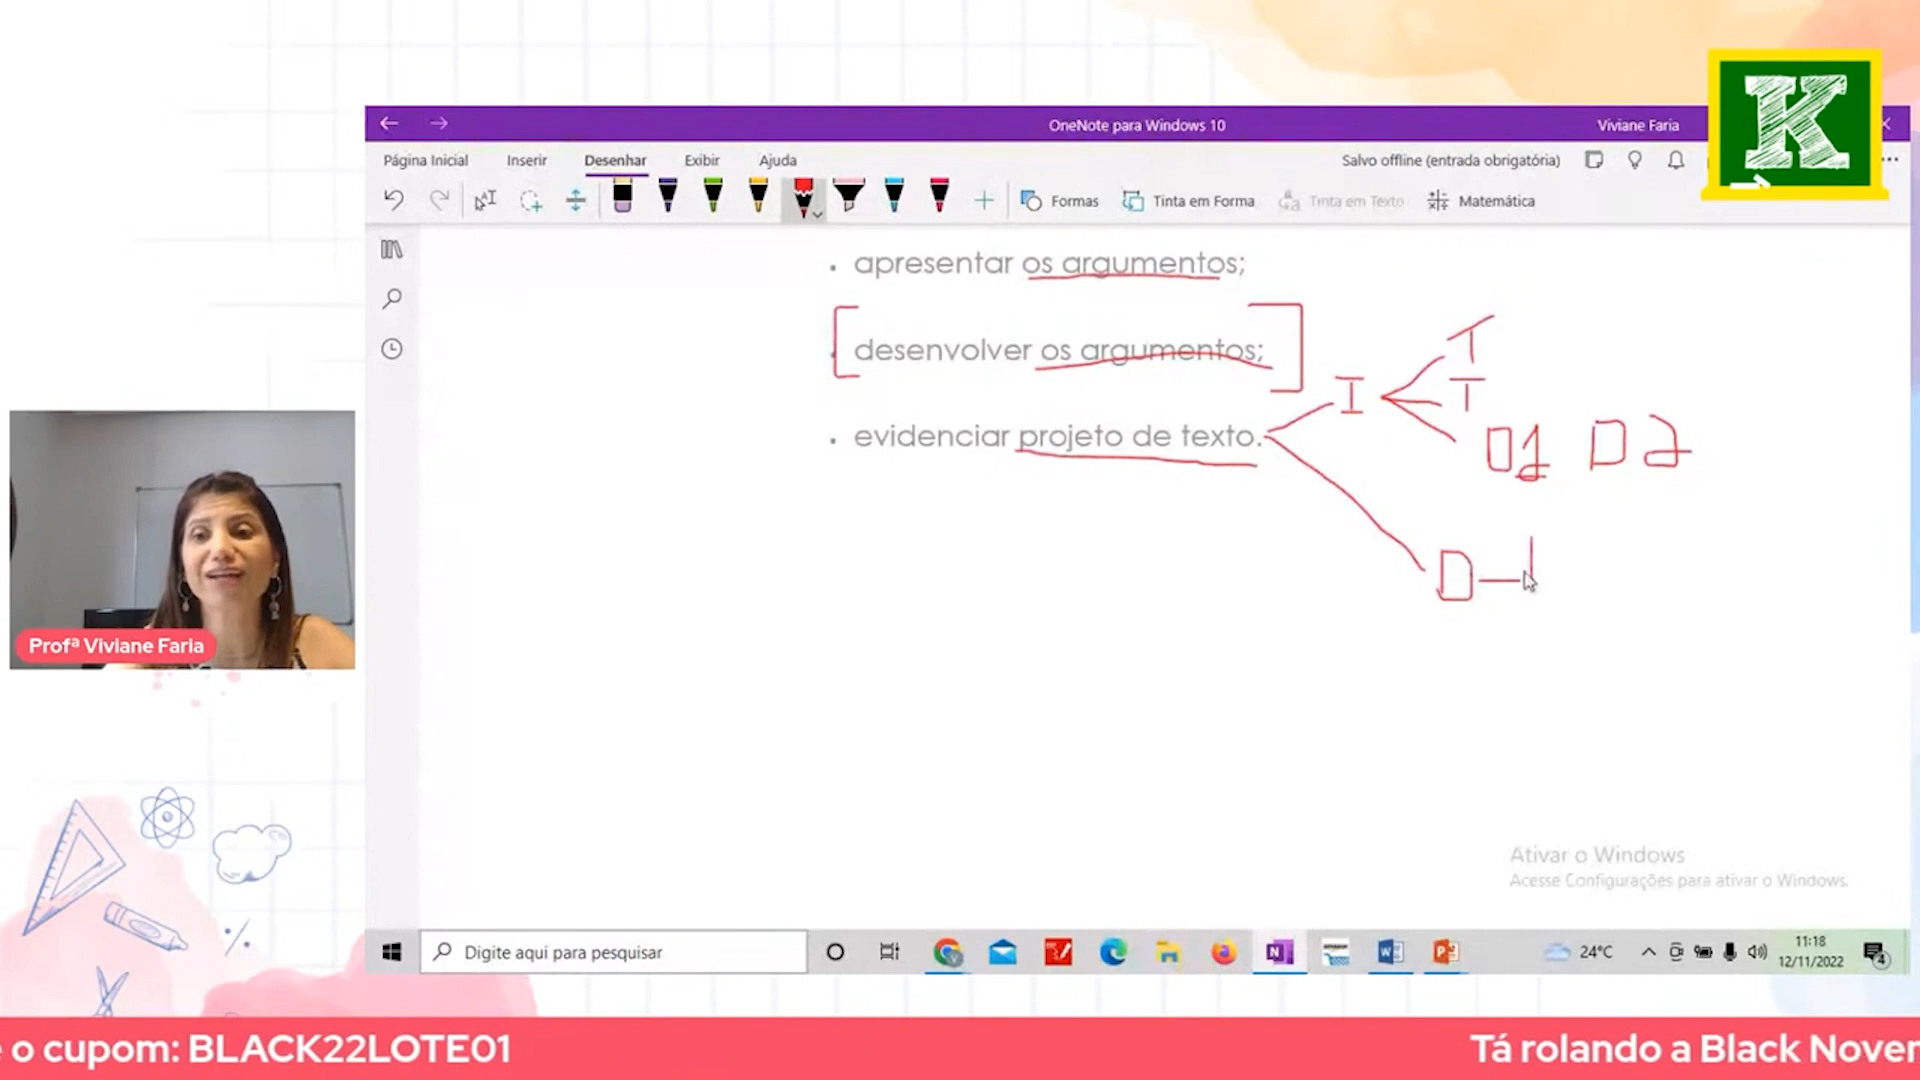 K
OneNote para Windows 10
Viviane Faria
Página Inicial Inserir Desenhar Exibir Ajuda
Salvo offline (entrada obrigatória)
Formas Tinta em Forma Tinta em Texto Matemática
• apresentar os argumentos;
• desenvolver os argumentos;
• evidenciar projeto de texto.
T
I T
D1 D2
D
Profª Viviane Faria
Ativar o Windows
Acesse Configurações para ativar o Windows.
Digite aqui para pesquisar
24°C
11:18
12/11/2022
4
o cupom: BLACK22LOTE01
Tá rolando a Black Nover